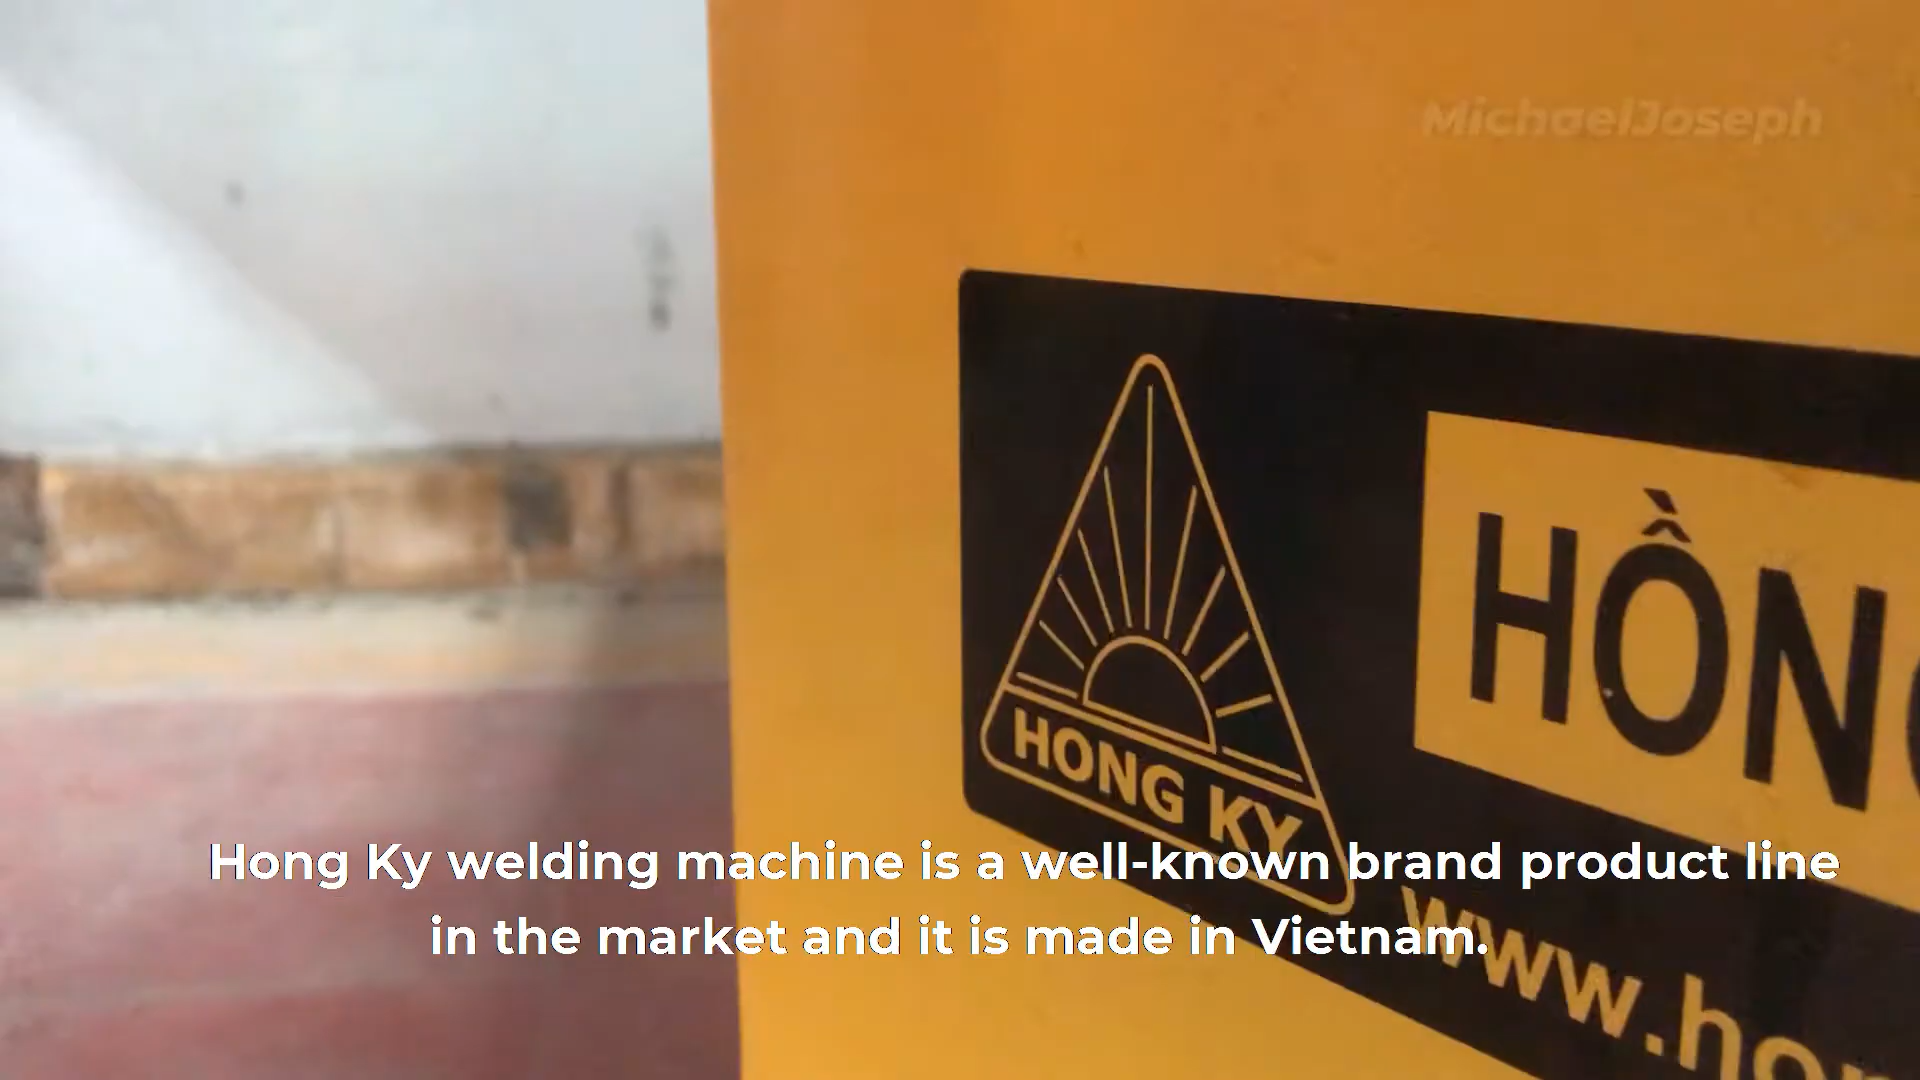 MichaelJoseph
HỒN
HONG KY
www.ho
Hong Ky welding machine is a well-known brand product line
in the market and it is made in Vietnam.